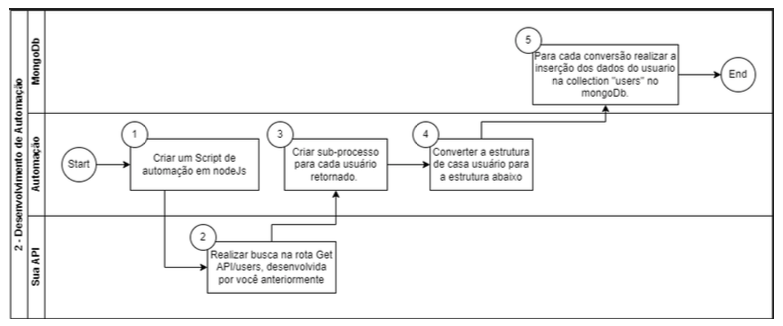 2 - Desenvolvimento de Automação
MongoDb
5
Para cada conversão realizar a
inserção dos dados do usuario
na collection "users" no
mongoDb.
End
Automação
Start
1
Criar um Script de
automação em nodeJs
3
Criar sub-processo
para cada usuário
retornado.
4
Converter a estrutura
de casa usuário para
a estrutura abaixo
Sua API
2
Realizar busca na rota Get
API/users, desenvolvida
por você anteriormente